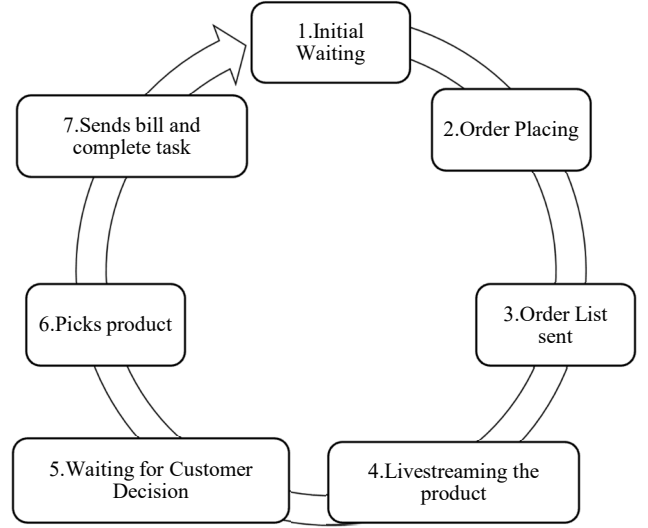 1.Initial
Waiting
2.Order Placing
3.Order List
sent
4.Livestreaming the
product
5.Waiting for Customer
Decision
6.Picks product
7.Sends bill and
complete task